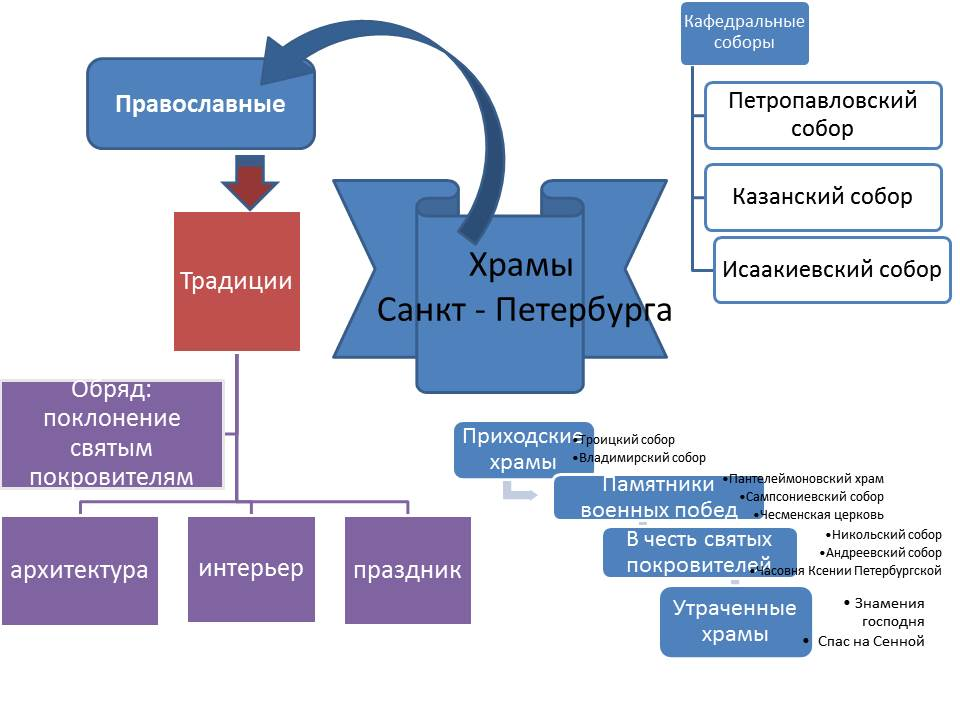 Кафедральные
соборы
Петропавловский
собор
Казанский собор
Исаакиевский собор
Православные
Традиции
Храмы
Санкт - Петербурга
Обряд:
поклонение
святым
покровителям
архитектура
интерьер
праздник
Приходские
храмы
•Троицкий собор
•Владимирский собор
Памятники
военных побед
•Пантелеймоновский храм
•Сампсониевский собор
•Чесменская церковь
В честь святых
покровителей
•Никольский собор
•Андреевский собор
•Часовня Ксении Петербургской
Утраченные
храмы
• Знамения
господня
• Спас на Сенной